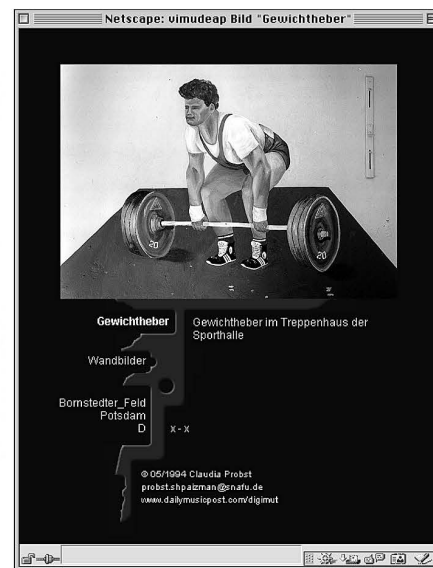 Netscape: vimudeap Bild "Gewichtheber"
20
20
Gewichtheber
Gewichtheber im Treppenhaus der
Sporthalle
Wandbilder
Bornstedter_Feld
Potsdam
D
x - x
© 05/1994 Claudia Probst
probst.shpaizman@snafu.de
www.dailymusicpost.com/digimut